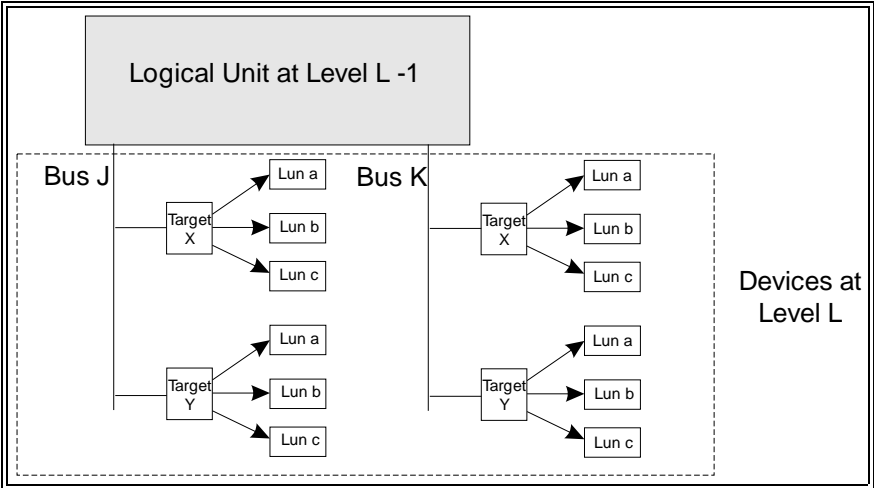 Logical Unit at Level L -1
Bus J
Bus K
Lun a
Lun b
Lun c
Target
X
Lun a
Lun b
Lun c
Target
Y
Lun a
Lun b
Lun c
Target
X
Lun a
Lun b
Lun c
Target
Y
Devices at
Level L